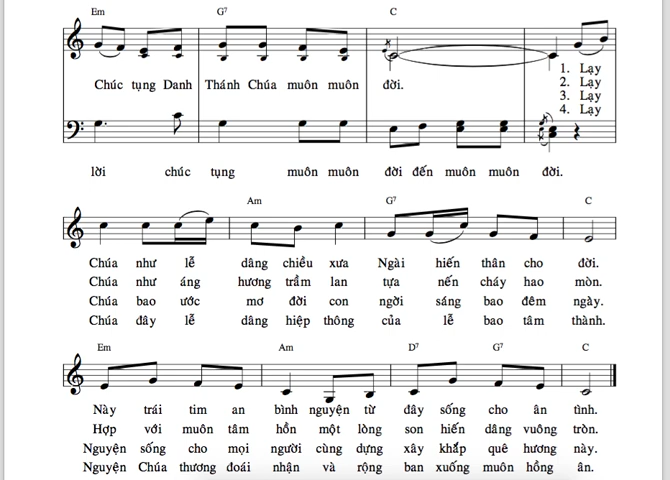 Em G7 C
Chúc tụng Danh Thánh Chúa muôn muôn đời. 1. Lạy
2. Lạy
3. Lạy
4. Lạy
lời chúc tụng muôn muôn đời đến muôn muôn đời.
Am G7 C
Chúa như lễ dâng chiều xưa Ngài hiến thân cho đời.
Chúa như áng hương trầm lan tựa nến cháy hao mòn.
Chúa bao ước mơ đời con ngời sáng bao đêm ngày.
Chúa đây lễ dâng hiệp thông của lễ bao tâm thành.
Em Am D7 G7 C
Này trái tim an bình nguyện từ đây sống cho ân tình.
Hợp với muôn tâm hồn một lòng son hiến dâng vuông tròn.
Nguyện sống cho mọi người cùng dựng xây khắp quê hương này.
Nguyện Chúa thương đoái nhận và rộng ban xuống muôn hồng ân.